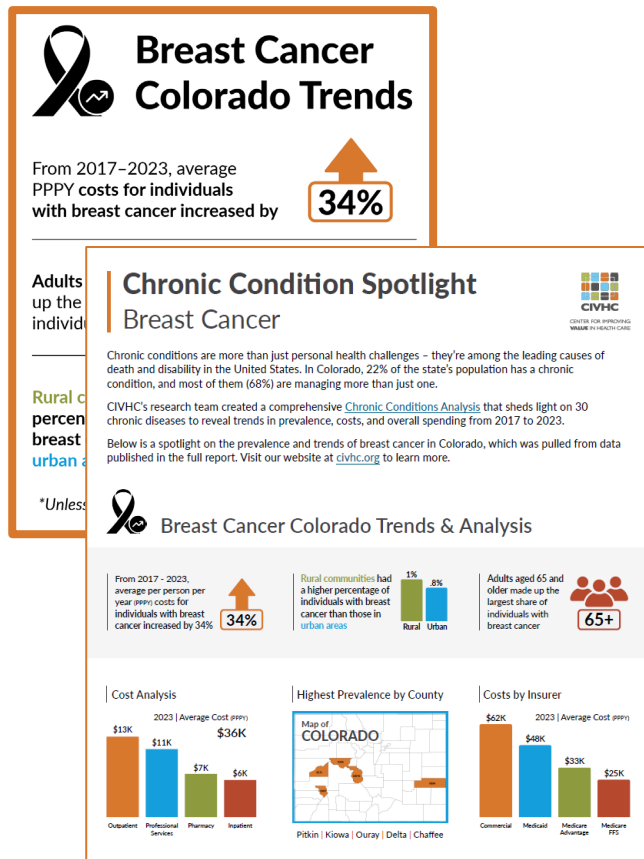 Breast Cancer
Colorado Trends
From 2017–2023, average
PPPY costs for individuals
with breast cancer increased by
34%
Adults
up the
individu
Rural c
percen
breast
urban a
*Unless
Chronic Condition Spotlight
Breast Cancer
CIVHC
CENTER FOR IMPROVING
VALUE IN HEALTH CARE
Chronic conditions are more than just personal health challenges – they're among the leading causes of
death and disability in the United States. In Colorado, 22% of the state's population has a chronic
condition, and most of them (68%) are managing more than just one.
CIVHC's research team created a comprehensive Chronic Conditions Analysis that sheds light on 30
chronic diseases to reveal trends in prevalence, costs, and overall spending from 2017 to 2023.
Below is a spotlight on the prevalence and trends of breast cancer in Colorado, which was pulled from data
published in the full report. Visit our website at civhc.org to learn more.
Breast Cancer Colorado Trends & Analysis
From 2017 - 2023,
average per person per
year (PPPY) costs for
individuals with breast
cancer increased by 34%
34%
Rural communities had
a higher percentage of
individuals with breast
cancer than those in
urban areas
1%
.8%
Rural
Urban
Adults aged 65 and
older made up the
largest share of
individuals with
breast cancer
65+
Cost Analysis
2023 | Average Cost (PPPY)
$36K
$13K
$11K
$7K
$6K
Outpatient
Professional
Services
Pharmacy
Inpatient
Highest Prevalence by County
Map of
COLORADO
Pitkin | Kiowa | Ouray | Delta | Chaffee
Costs by Insurer
2023 | Average Cost (PPPY)
$62K
$48K
$33K
$25K
Commercial
Medicaid
Medicare
Advantage
Medicare
FFS